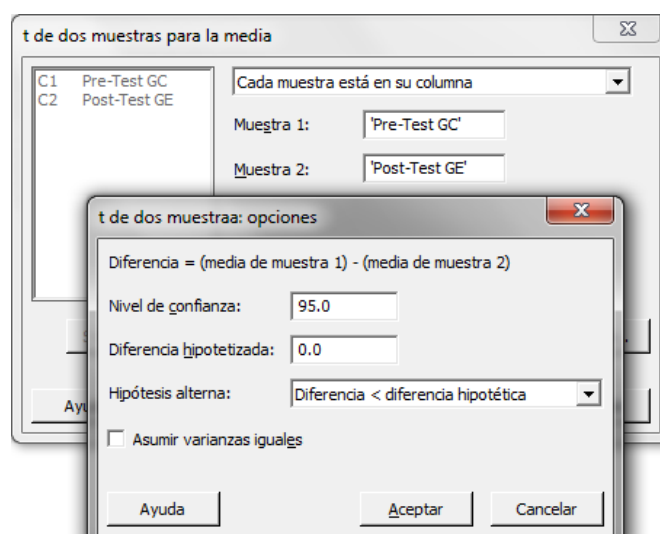 t de dos muestras para la media
C1 Pre-Test GC
C2 Post-Test GE
Cada muestra está en su columna
Muestra 1: 'Pre-Test GC'
Muestra 2: 'Post-Test GE'
t de dos muestraa: opciones
Diferencia = (media de muestra 1) - (media de muestra 2)
Nivel de confianza: 95.0
Diferencia hipotetizada: 0.0
Hipótesis alterna: Diferencia < diferencia hipotética
Asumir varianzas iguales
Ayuda Aceptar Cancelar